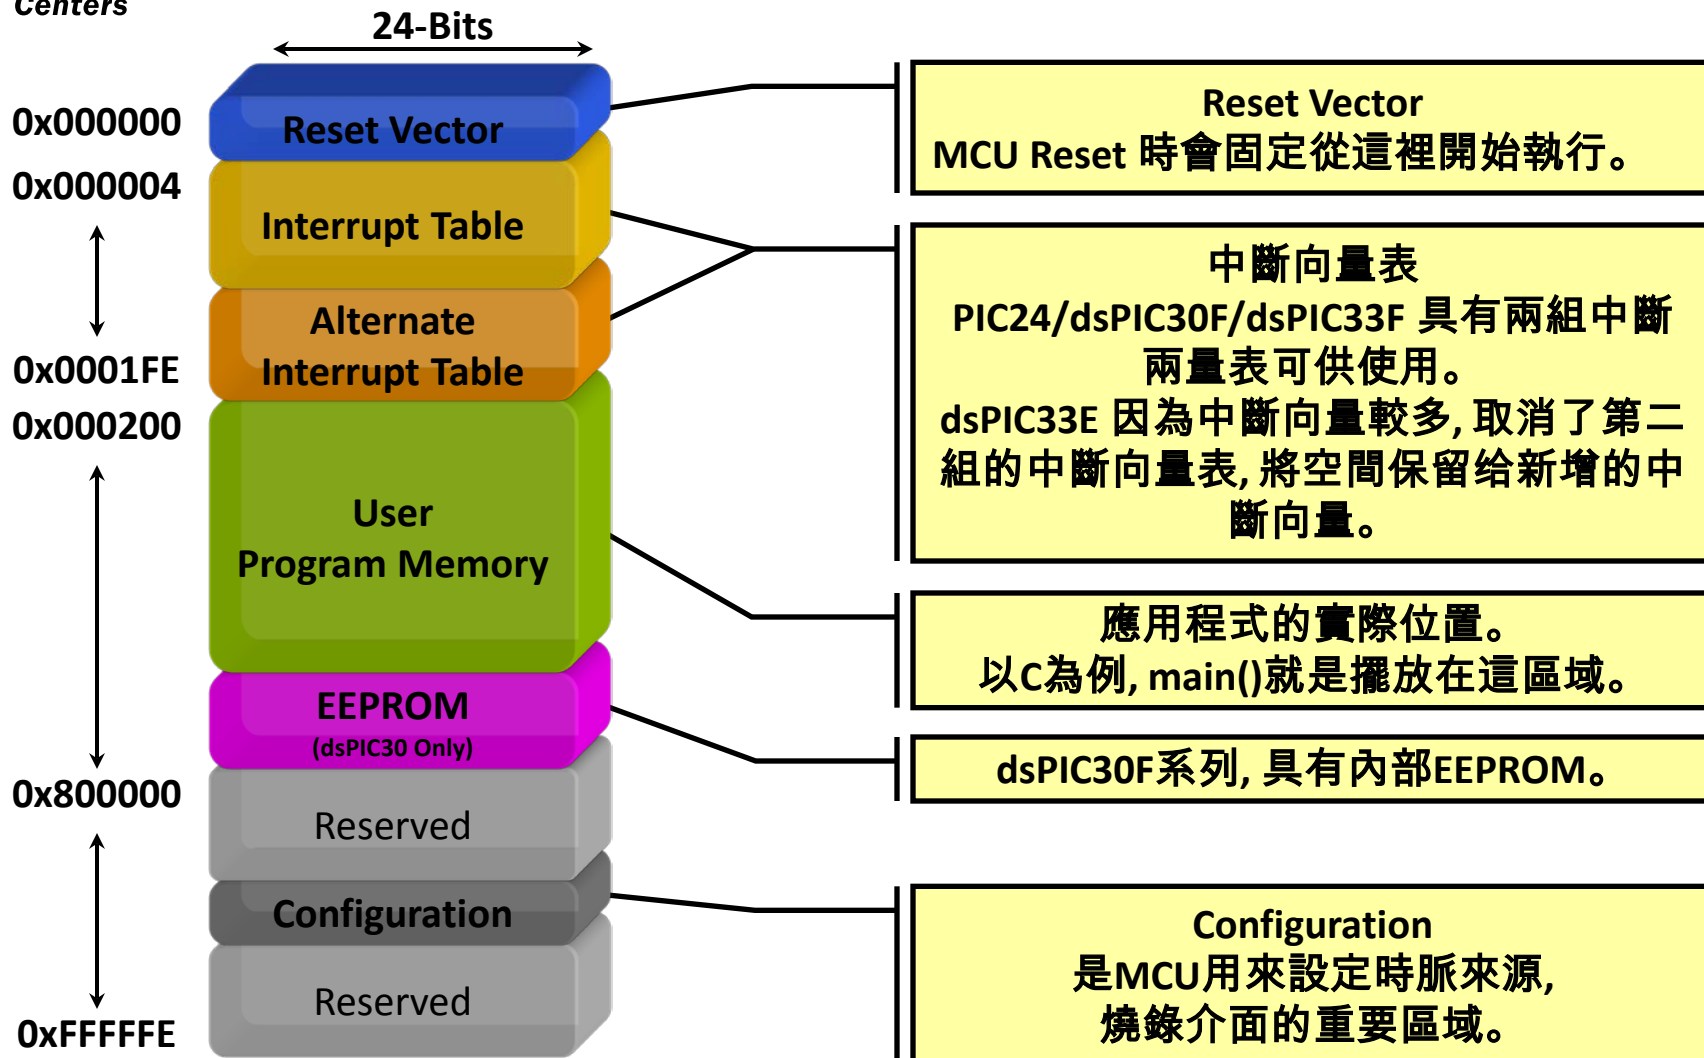 Centers
24-Bits
0x000000
Reset Vector
0x000004
Interrupt Table
Alternate
Interrupt Table
0x0001FE
0x000200
User
Program Memory
EEPROM
(dsPIC30 Only)
0x800000
Reserved
Configuration
Reserved
0xFFFFFE
Reset Vector
MCU Reset 時會固定從這裡開始執行。
中斷向量表
PIC24/dsPIC30F/dsPIC33F 具有兩組中斷
兩量表可供使用。
dsPIC33E 因為中斷向量較多, 取消了第二
組的中斷向量表, 將空間保留给新增的中
斷向量。
應用程式的實際位置。
以C為例, main()就是擺放在這區域。
dsPIC30F系列, 具有內部EEPROM。
Configuration
是MCU用來設定時脈來源,
燒錄介面的重要區域。